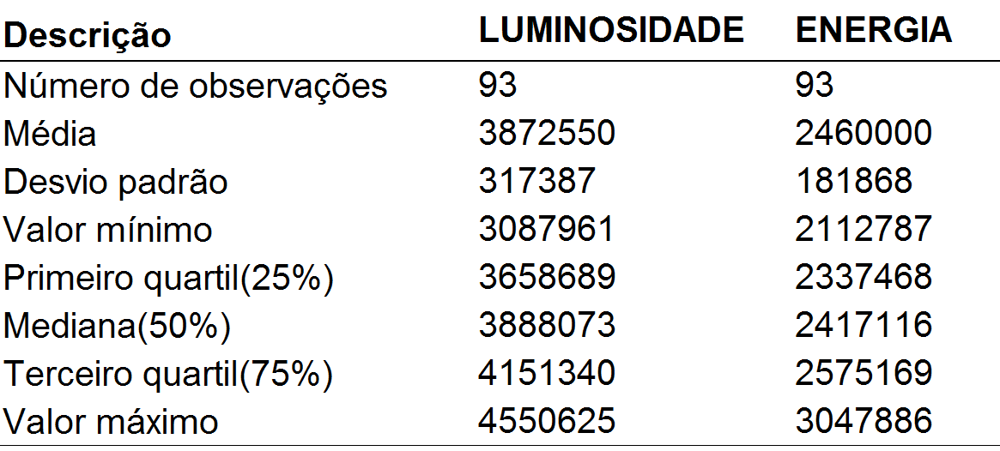 Descrição LUMINOSIDADE ENERGIA
Número de observações 93 93
Média 3872550 2460000
Desvio padrão 317387 181868
Valor mínimo 3087961 2112787
Primeiro quartil(25%) 3658689 2337468
Mediana(50%) 3888073 2417116
Terceiro quartil(75%) 4151340 2575169
Valor máximo 4550625 3047886